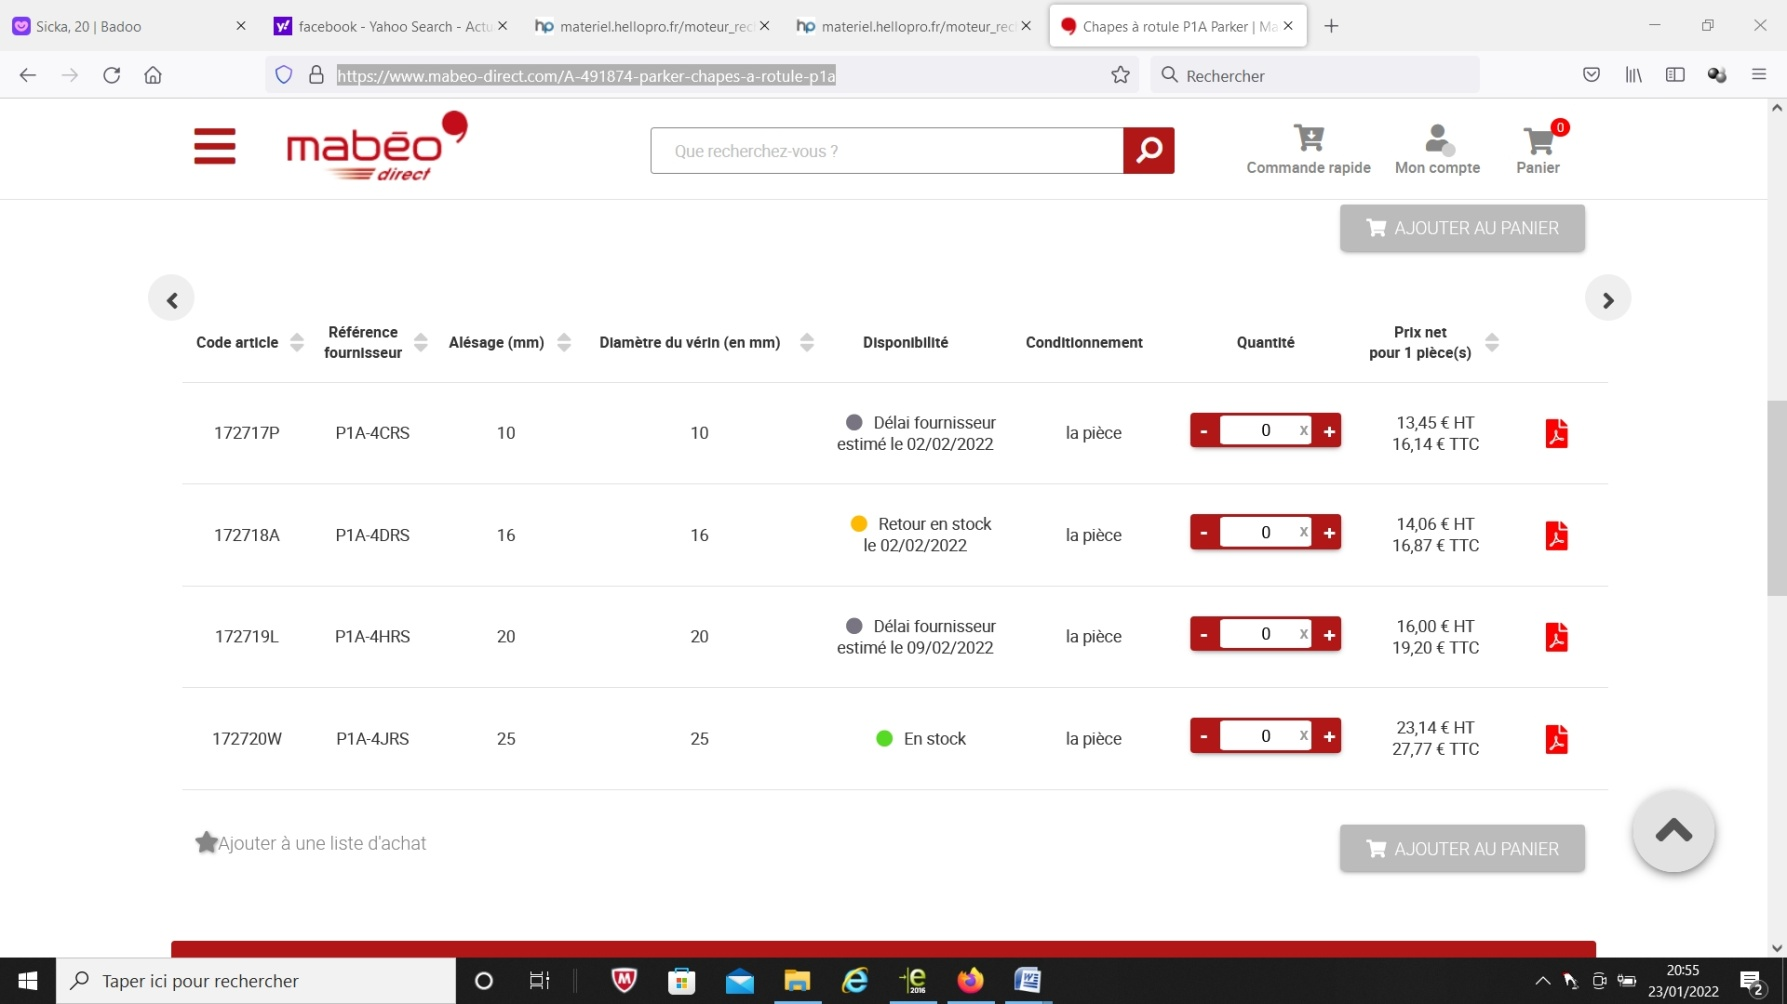 Sicka, 20 | Badoo
facebook - Yahoo Search - Actu
materiel.hellopro.fr/moteur_rec
materiel.hellopro.fr/moteur_rec
Chapes à rotule P1A Parker | Ma
https://www.mabeo-direct.com/A-491874-parker-chapes-a-rotule-p1a
Rechercher
mabēo
direct
Que recherchez-vous ?
Commande rapide
Mon compte
0
Panier
AJOUTER AU PANIER
Code article
Référence
fournisseur
Alésage (mm)
Diamètre du vérin (en mm)
Disponibilité
Conditionnement
Quantité
Prix net
pour 1 pièce(s)
172717P
P1A-4CRS
10
10
Délai fournisseur
estimé le 02/02/2022
la pièce
- 0 x +
13,45 € HT
16,14 € TTC
172718A
P1A-4DRS
16
16
Retour en stock
le 02/02/2022
la pièce
- 0 x +
14,06 € HT
16,87 € TTC
172719L
P1A-4HRS
20
20
Délai fournisseur
estimé le 09/02/2022
la pièce
- 0 x +
16,00 € HT
19,20 € TTC
172720W
P1A-4JRS
25
25
En stock
la pièce
- 0 x +
23,14 € HT
27,77 € TTC
Ajouter à une liste d'achat
AJOUTER AU PANIER
Taper ici pour rechercher
2016
20:55
23/01/2022
2